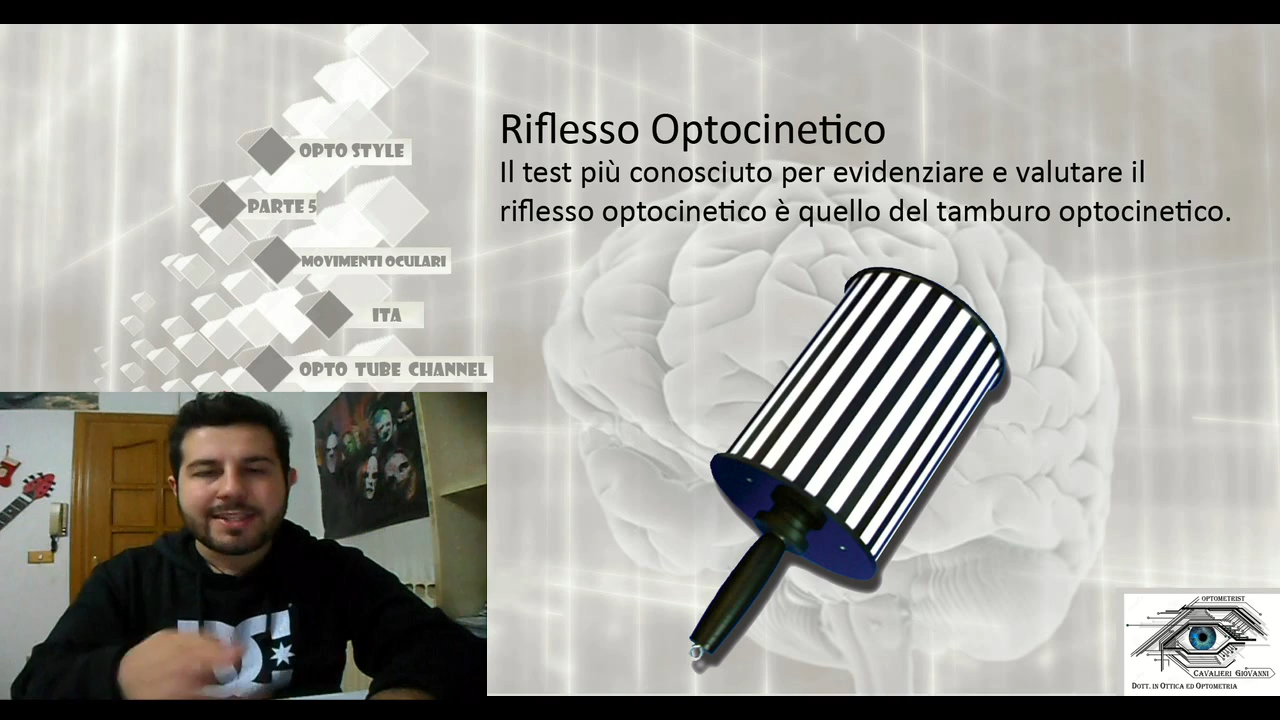 OPTO STYLE
PARTE 5
MOVIMENTI OCULARI
ITA
OPTO TUBE CHANNEL
Riflesso Optocinetico
Il test più conosciuto per evidenziare e valutare il
riflesso optocinetico è quello del tamburo optocinetico.
DC
OPTOMETRIST
CAVALIERI GIOVANNI
DOTT. IN OTTICA ED OPTOMETRIA